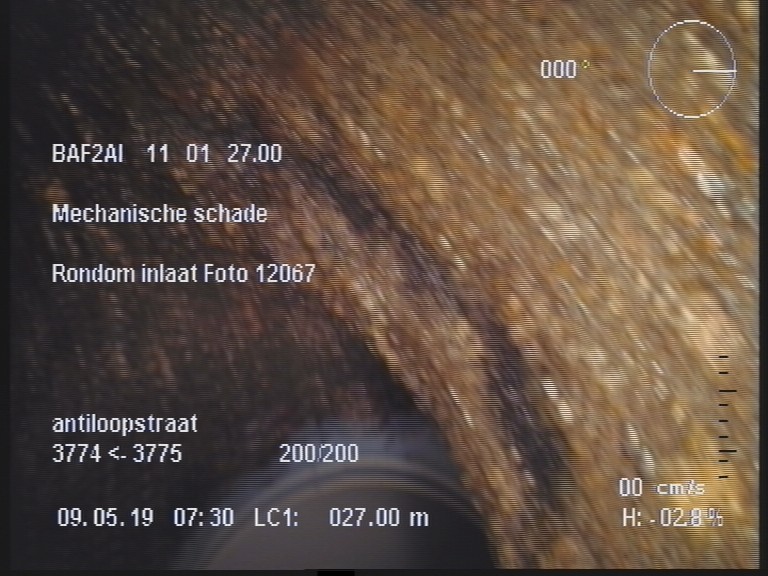 000°
BAF2AI 11 01 27.00
Mechanische schade
Rondom inlaat Foto 12067
antiloopstraat
3774 <- 3775 200/200
00 cm/s
09.05.19 07:30 LC1: 027.00 m H: -02.8%